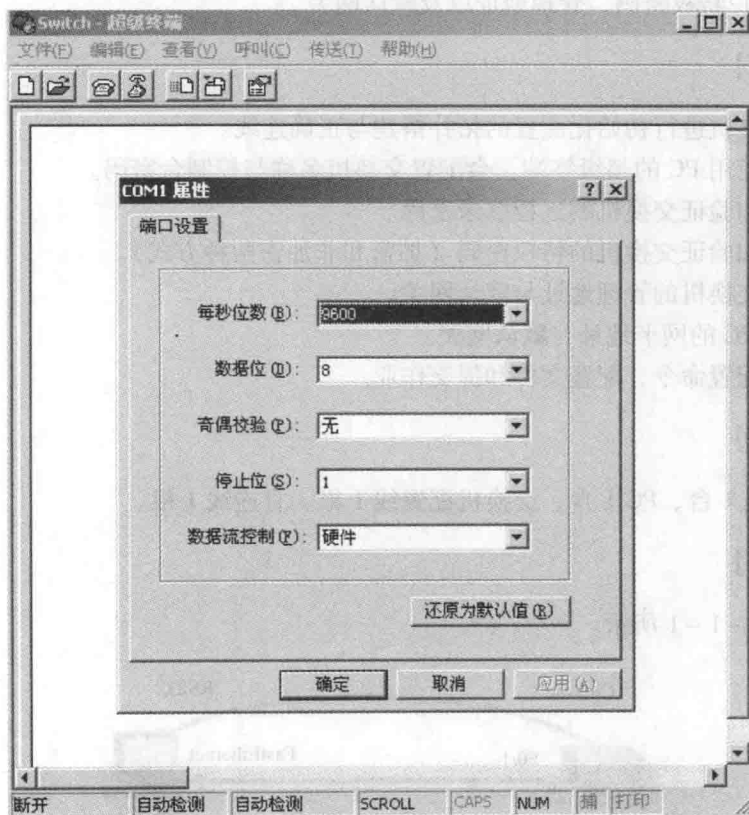 Switch - 超级终端
文件(F) 编辑(E) 查看(V) 呼叫(C) 传送(T) 帮助(H)
COM1 属性
端口设置
每秒位数(B): 9600
数据位(D): 8
奇偶校验(P): 无
停止位(S): 1
数据流控制(F): 硬件
还原为默认值(R)
确定 取消 应用(A)
断开 自动检测 自动检测 SCROLL CAPS NUM 捕 打印